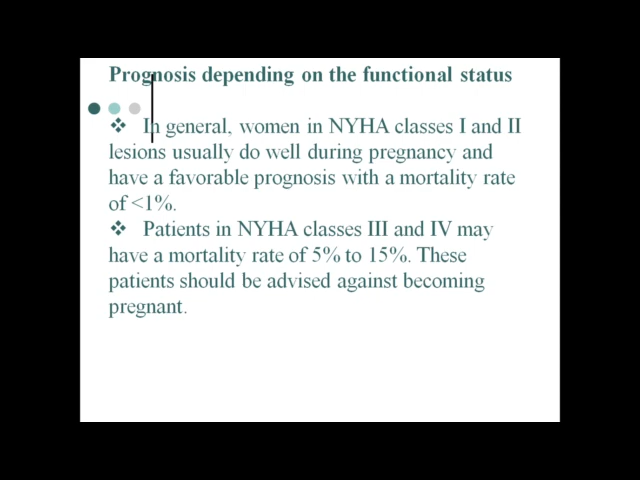 Prognosis depending on the functional status
❖ In general, women in NYHA classes I and II
lesions usually do well during pregnancy and
have a favorable prognosis with a mortality rate
of <1%.
❖ Patients in NYHA classes III and IV may
have a mortality rate of 5% to 15%. These
patients should be advised against becoming
pregnant.